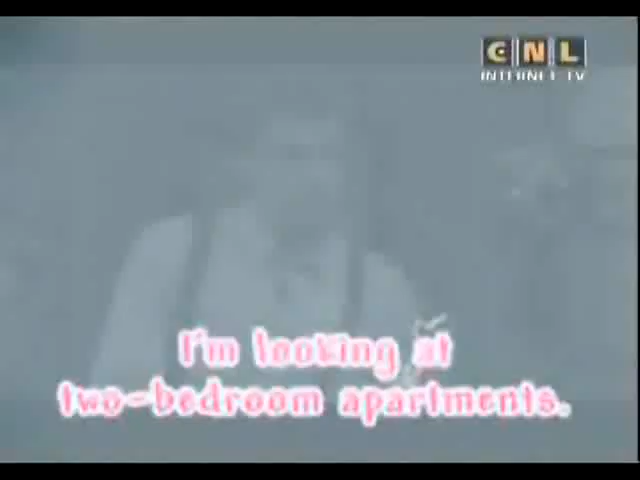 CNL
INTERNET TV
I'm looking at
two-bedroom apartments.